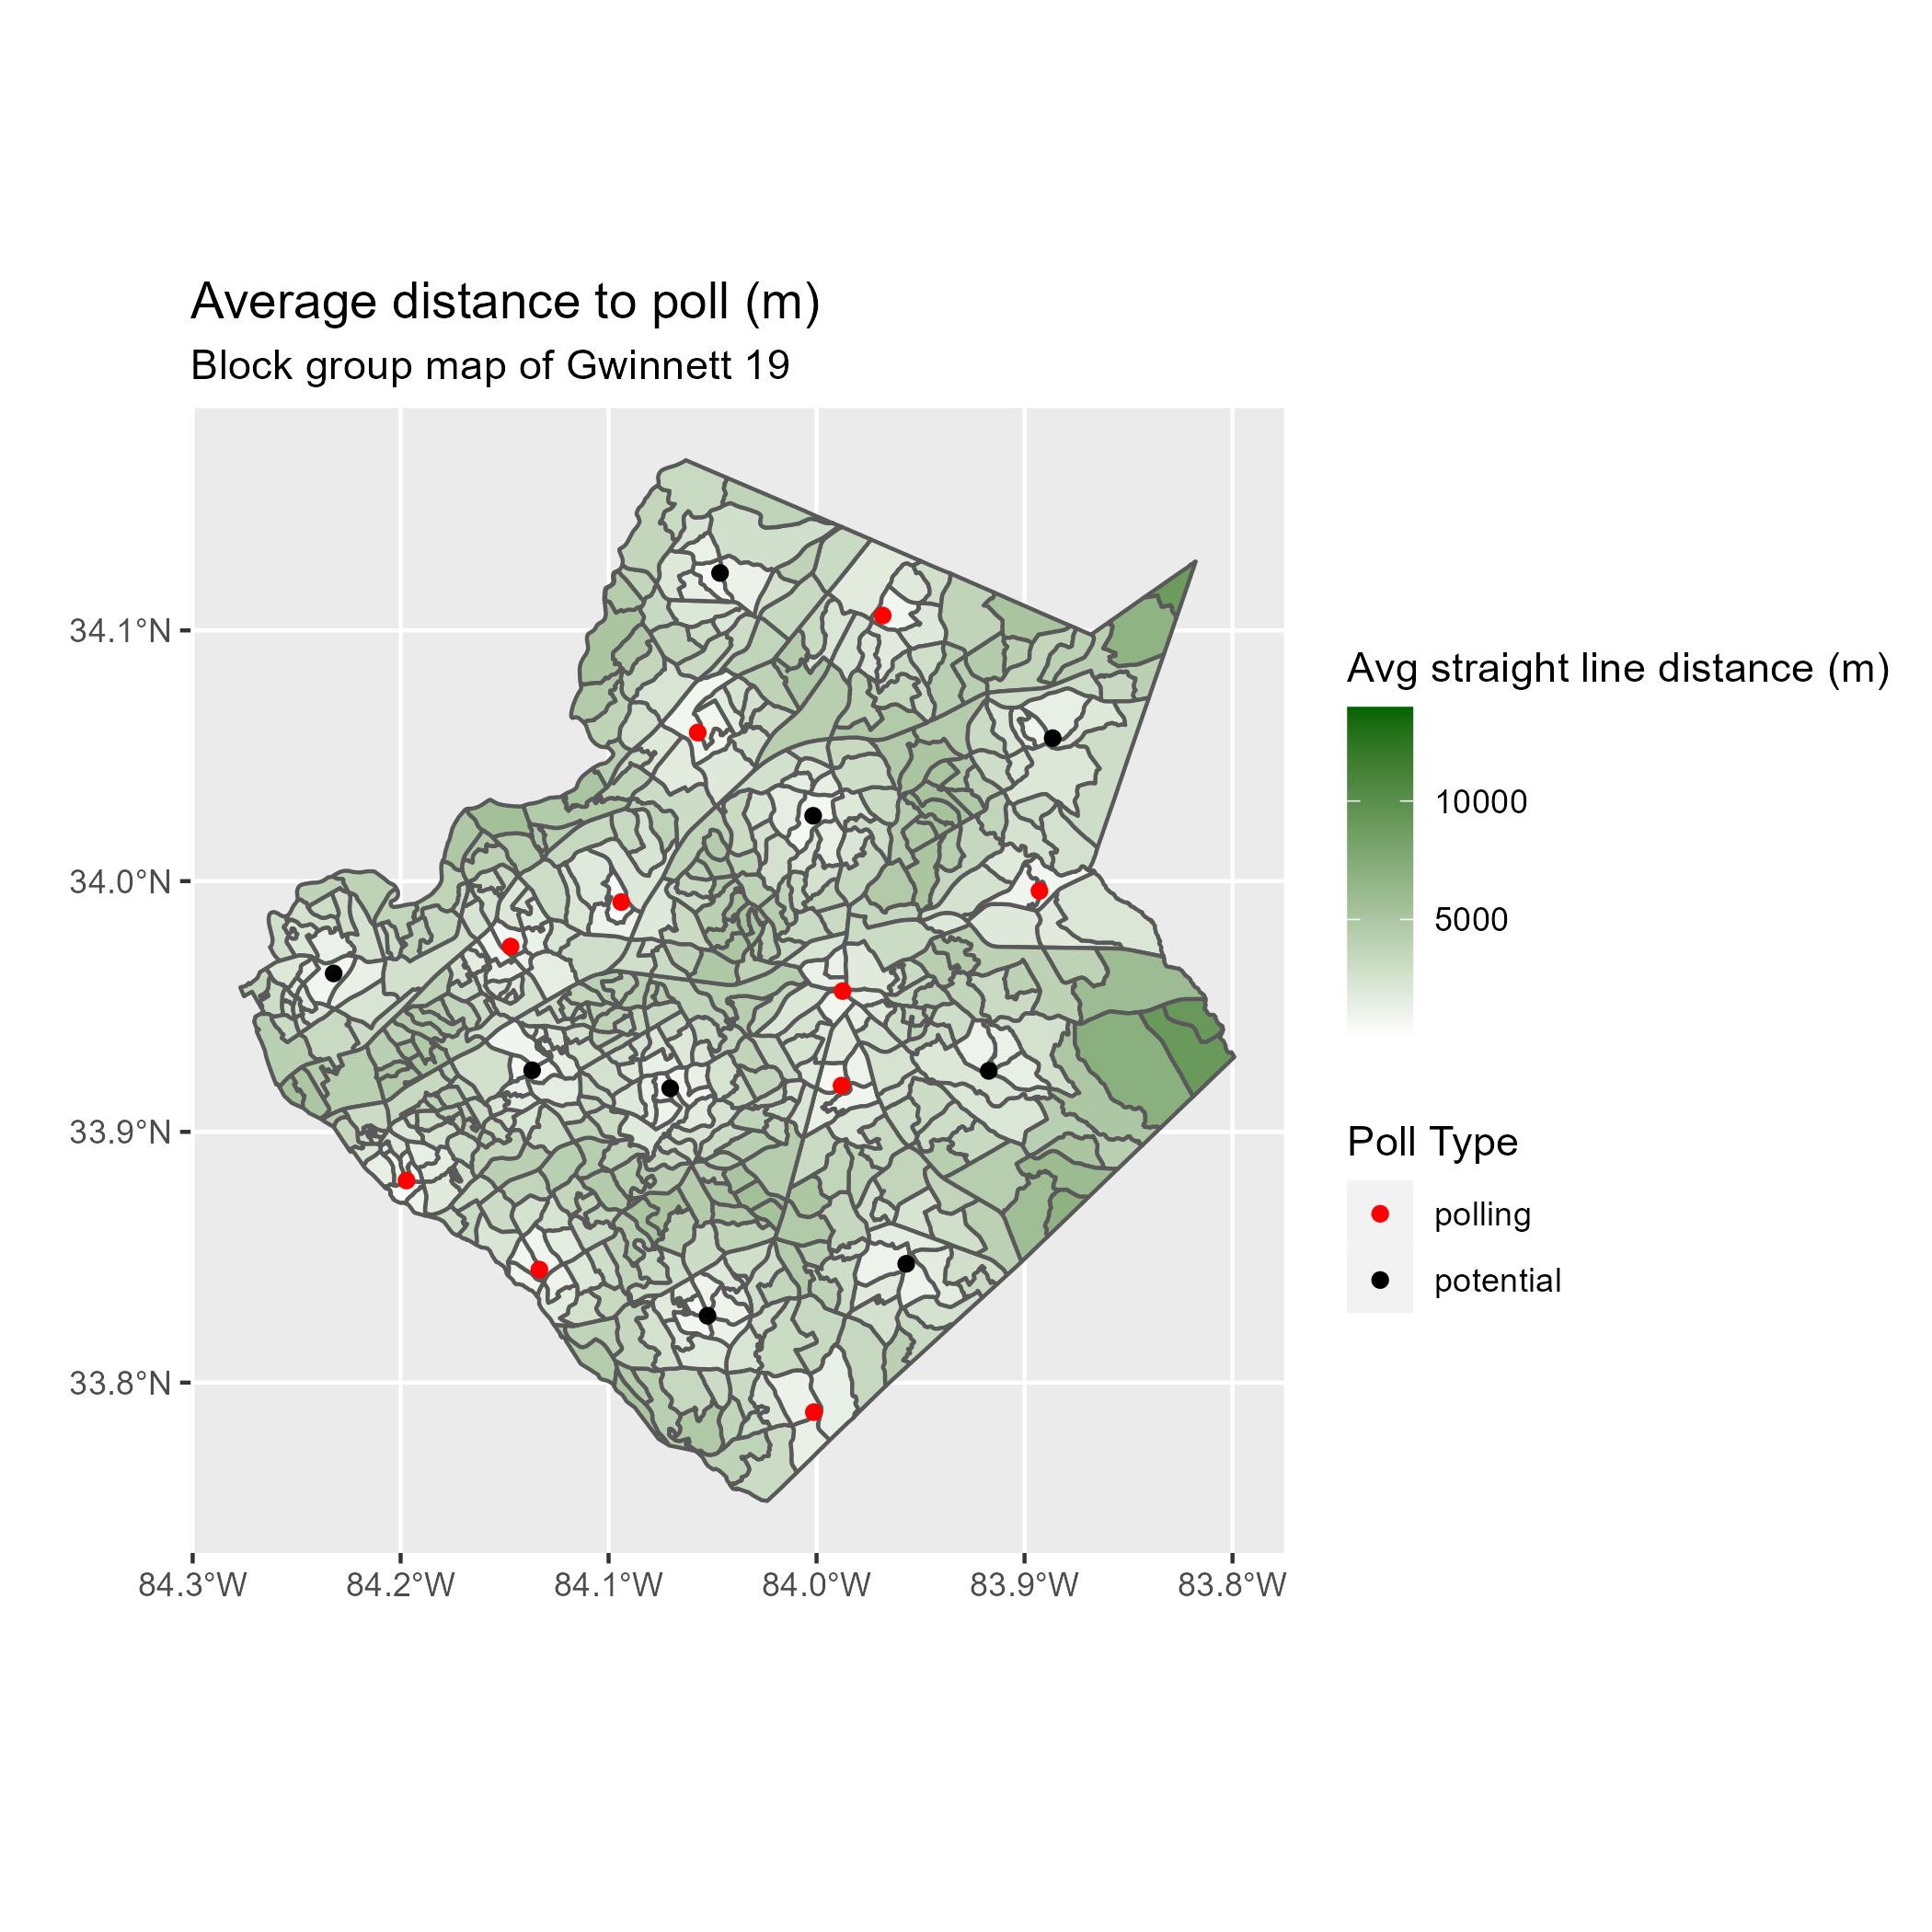 Average distance to poll (m)
Block group map of Gwinnett 19
34.1°N
34.0°N
33.9°N
33.8°N
84.3°W
84.2°W
84.1°W
84.0°W
83.9°W
83.8°W
Avg straight line distance (m)
10000
5000
Poll Type
polling
potential